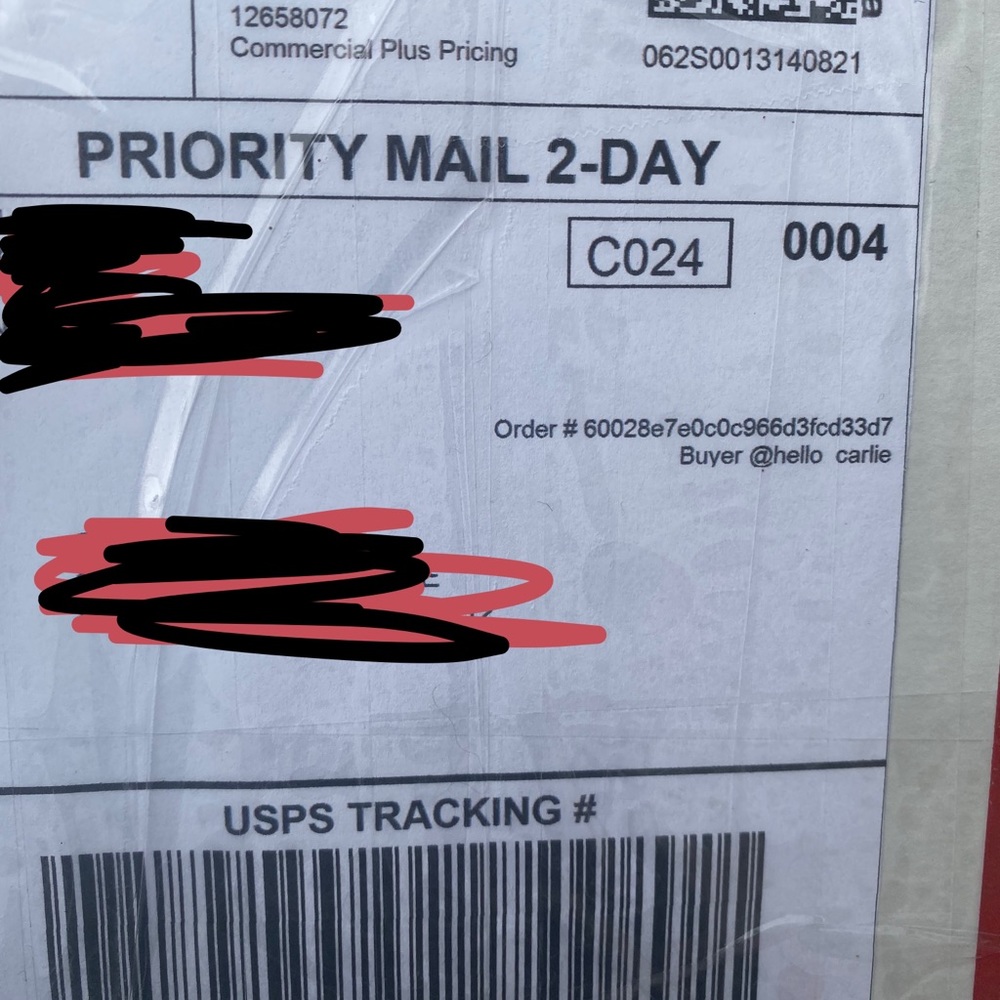 12658072
Commercial Plus Pricing
062S0013140821
PRIORITY MAIL 2-DAY
C024
0004
Order # 60028e7e0c0c966d3fcd33d7
Buyer @hello carlie
USPS TRACKING #